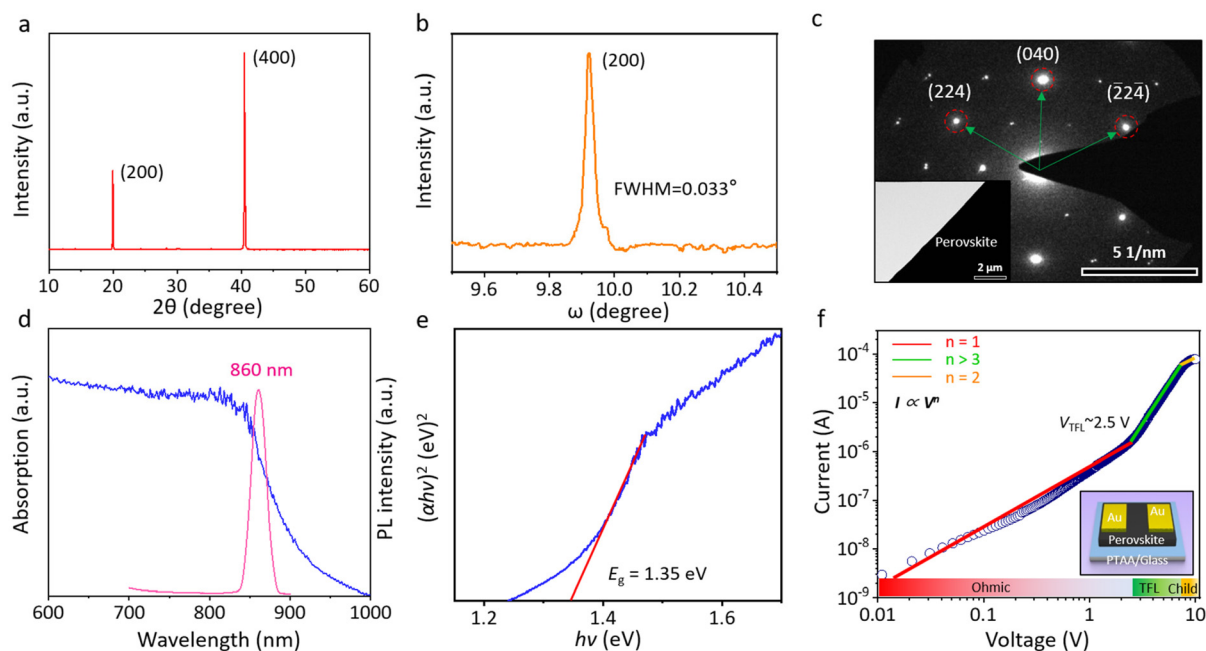 a
(400)
(200)
Intensity (a.u.)
10 20 30 40 50 60
2θ (degree)
b
(200)
FWHM=0.033°
Intensity (a.u.)
9.6 9.8 10.0 10.2 10.4
ω (degree)
c
(040)
(224)
(2̄24̄)
Perovskite
2 μm
5 1/nm
d
860 nm
Absorption (a.u.)
PL intensity (a.u.)
600 700 800 900 1000
Wavelength (nm)
e
(αhν)² (eV)²
Eg = 1.35 eV
1.2 1.4 1.6
hν (eV)
f
n = 1
n > 3
n = 2
I ∝ Vⁿ
VTFL~2.5 V
Current (A)
10⁻⁴
10⁻⁵
10⁻⁶
10⁻⁷
10⁻⁸
10⁻⁹
Au Au
Perovskite
PTAA/Glass
Ohmic TFL Child
0.01 0.1 1 10
Voltage (V)